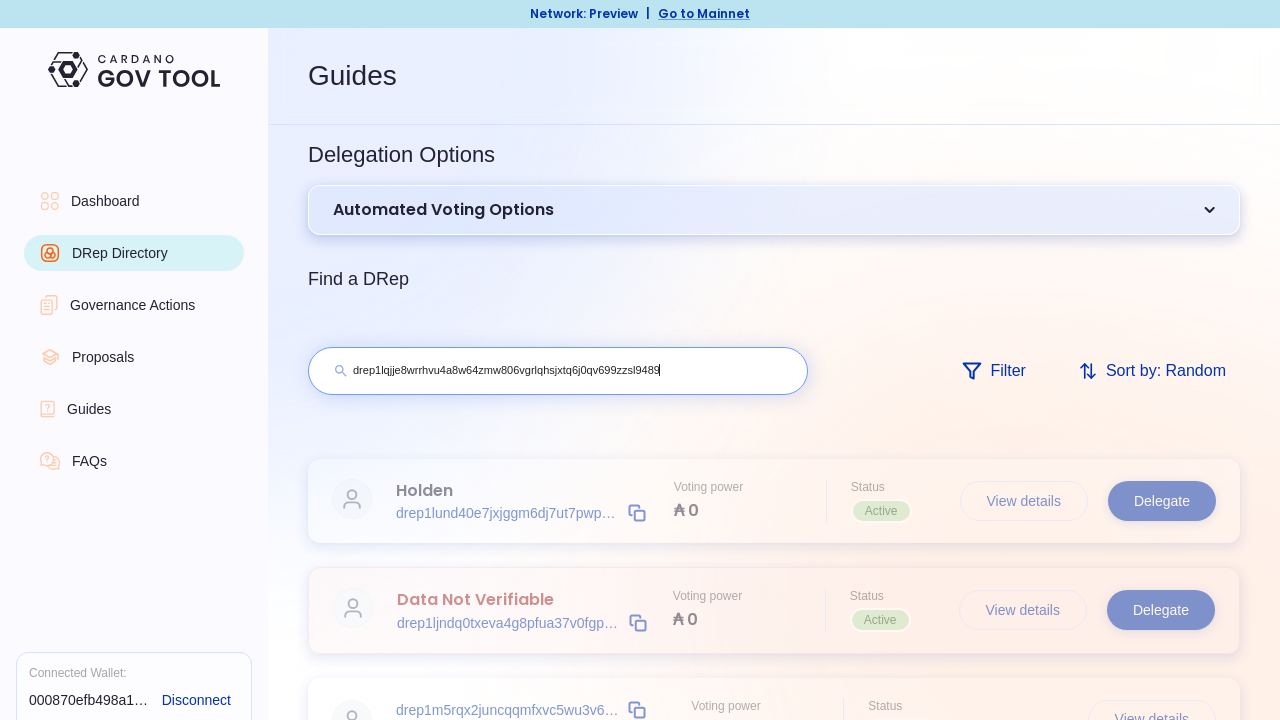 Network: Preview | Go to Mainnet
CARDANO
GOV TOOL
Guides
Delegation Options
Dashboard
Automated Voting Options
DRep Directory
Find a DRep
Governance Actions
Proposals
drep1lqjje8wrrhvu4a8w64zmw806vgrlqhsjxtq6j0qv699zzsl9489
Filter
Sort by: Random
Guides
FAQs
Holden
drep1lund40e7jxjggm6dj7ut7pwp…
Voting power
₳ 0
Status
Active
View details
Delegate
Data Not Verifiable
drep1ljndq0txeva4g8pfua37v0fgp…
Voting power
₳ 0
Status
Active
View details
Delegate
drep1m5rqx2juncqqmfxvc5wu3v6…
Voting power
Status
View details
Connected Wallet:
000870efb498a1…
Disconnect